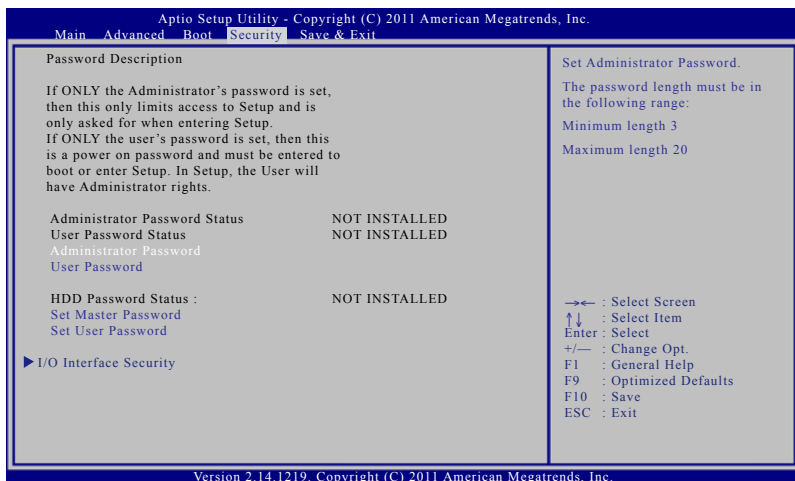 Aptio Setup Utility - Copyright (C) 2011 American Megatrends, Inc.
Main Advanced Boot Security Save & Exit
Password Description
If ONLY the Administrator's password is set,
then this only limits access to Setup and is
only asked for when entering Setup.
If ONLY the user's password is set, then this
is a power on password and must be entered to
boot or enter Setup. In Setup, the User will
have Administrator rights.
Administrator Password Status NOT INSTALLED
User Password Status NOT INSTALLED
Administrator Password
User Password
HDD Password Status : NOT INSTALLED
Set Master Password
Set User Password
I/O Interface Security
Set Administrator Password.
The password length must be in
the following range:
Minimum length 3
Maximum length 20
→← : Select Screen
↑↓ : Select Item
Enter : Select
+/— : Change Opt.
F1 : General Help
F9 : Optimized Defaults
F10 : Save
ESC : Exit
Version 2.14.1219. Copyright (C) 2011 American Megatrends, Inc.